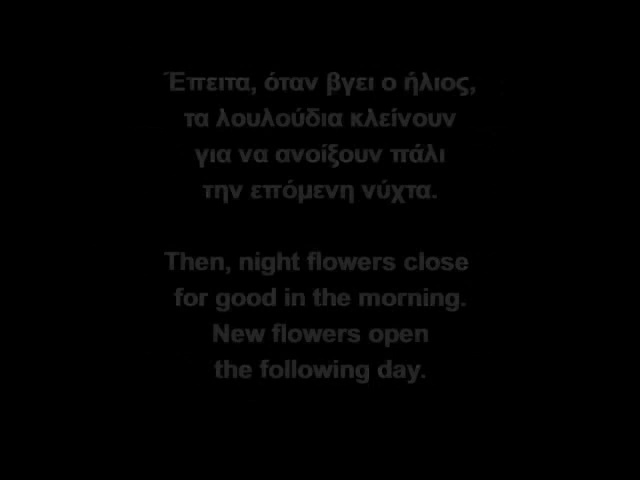 Έπειτα, όταν βγει ο ήλιος,
τα λουλούδια κλείνουν
για να ανοίξουν πάλι
την επόμενη νύχτα.
Then, night flowers close
for good in the morning.
New flowers open
the following day.